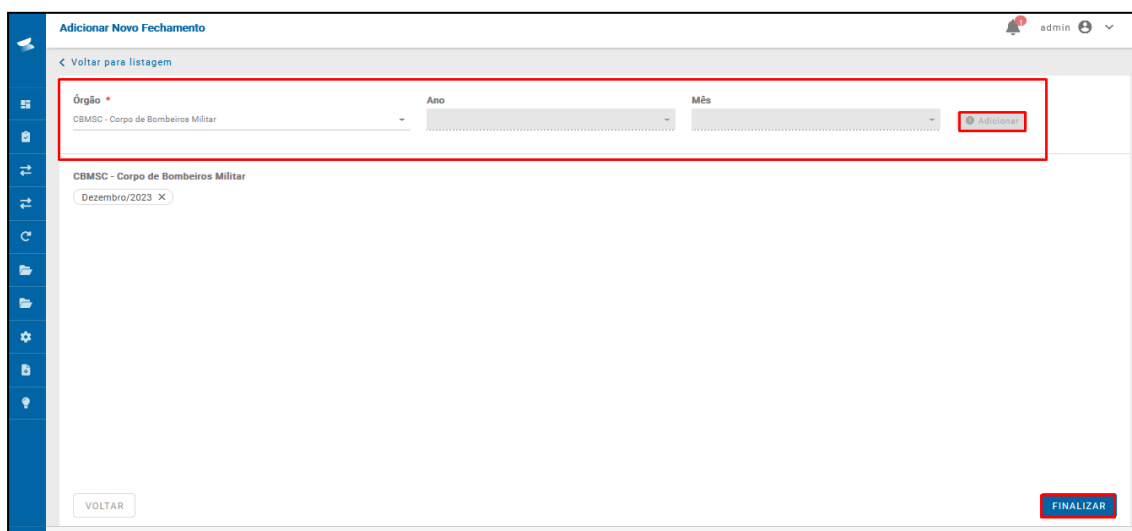 Adicionar Novo Fechamento
admin
Voltar para listagem
Órgão * Ano Mês
CBMSC - Corpo de Bombeiros Militar
Adicionar
CBMSC - Corpo de Bombeiros Militar
Dezembro/2023 ×
VOLTAR
FINALIZAR